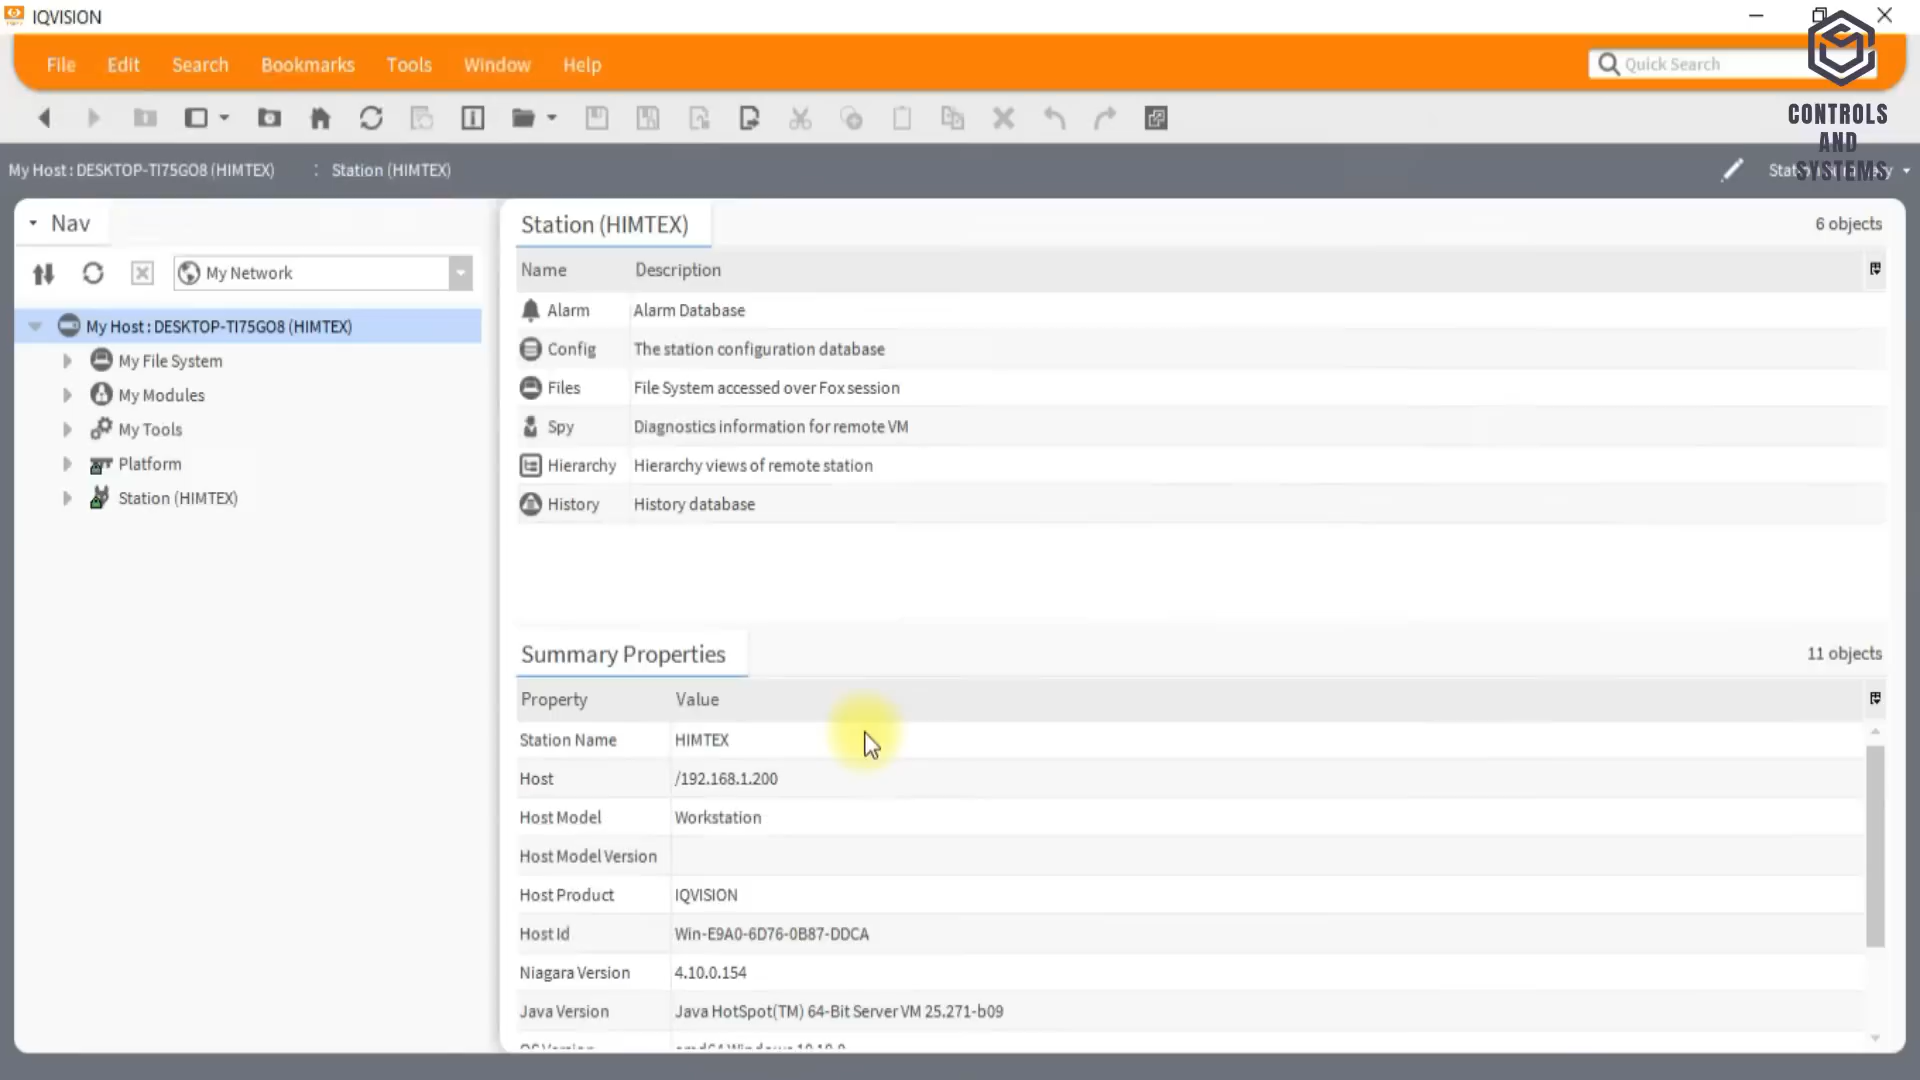 IQVISION
File Edit Search Bookmarks Tools Window Help
Quick Search
CONTROLS
AND
SYSTEMS
My Host : DESKTOP-TI75GO8 (HIMTEX) : Station (HIMTEX)
Nav
My Network
My Host : DESKTOP-TI75GO8 (HIMTEX)
My File System
My Modules
My Tools
Platform
Station (HIMTEX)
Station (HIMTEX) 6 objects
Name Description
Alarm Alarm Database
Config The station configuration database
Files File System accessed over Fox session
Spy Diagnostics information for remote VM
Hierarchy Hierarchy views of remote station
History History database
Summary Properties 11 objects
Property Value
Station Name HIMTEX
Host /192.168.1.200
Host Model Workstation
Host Model Version
Host Product IQVISION
Host Id Win-E9A0-6D76-0B87-DDCA
Niagara Version 4.10.0.154
Java Version Java HotSpot(TM) 64-Bit Server VM 25.271-b09